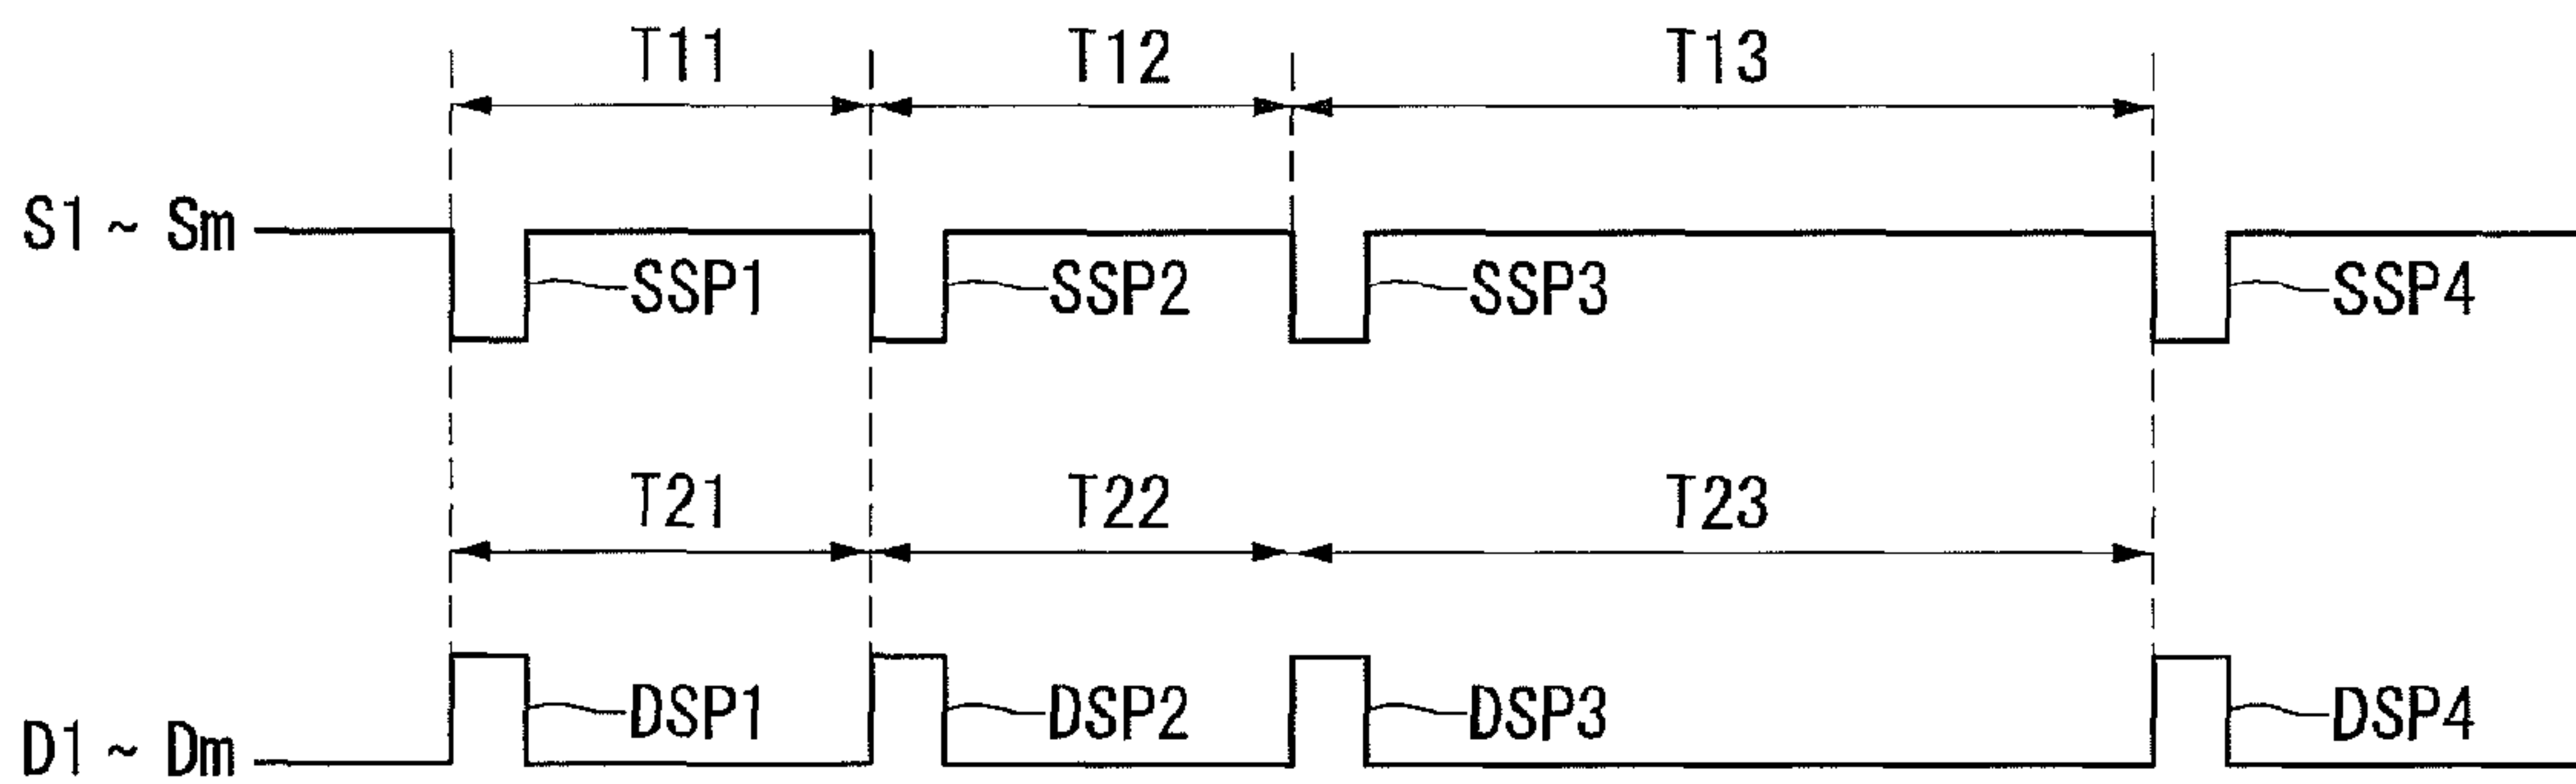 T11 T12 T13
S1 ~ Sm
SSP1 SSP2 SSP3 SSP4
T21 T22 T23
DSP1 DSP2 DSP3 DSP4
D1 ~ Dm